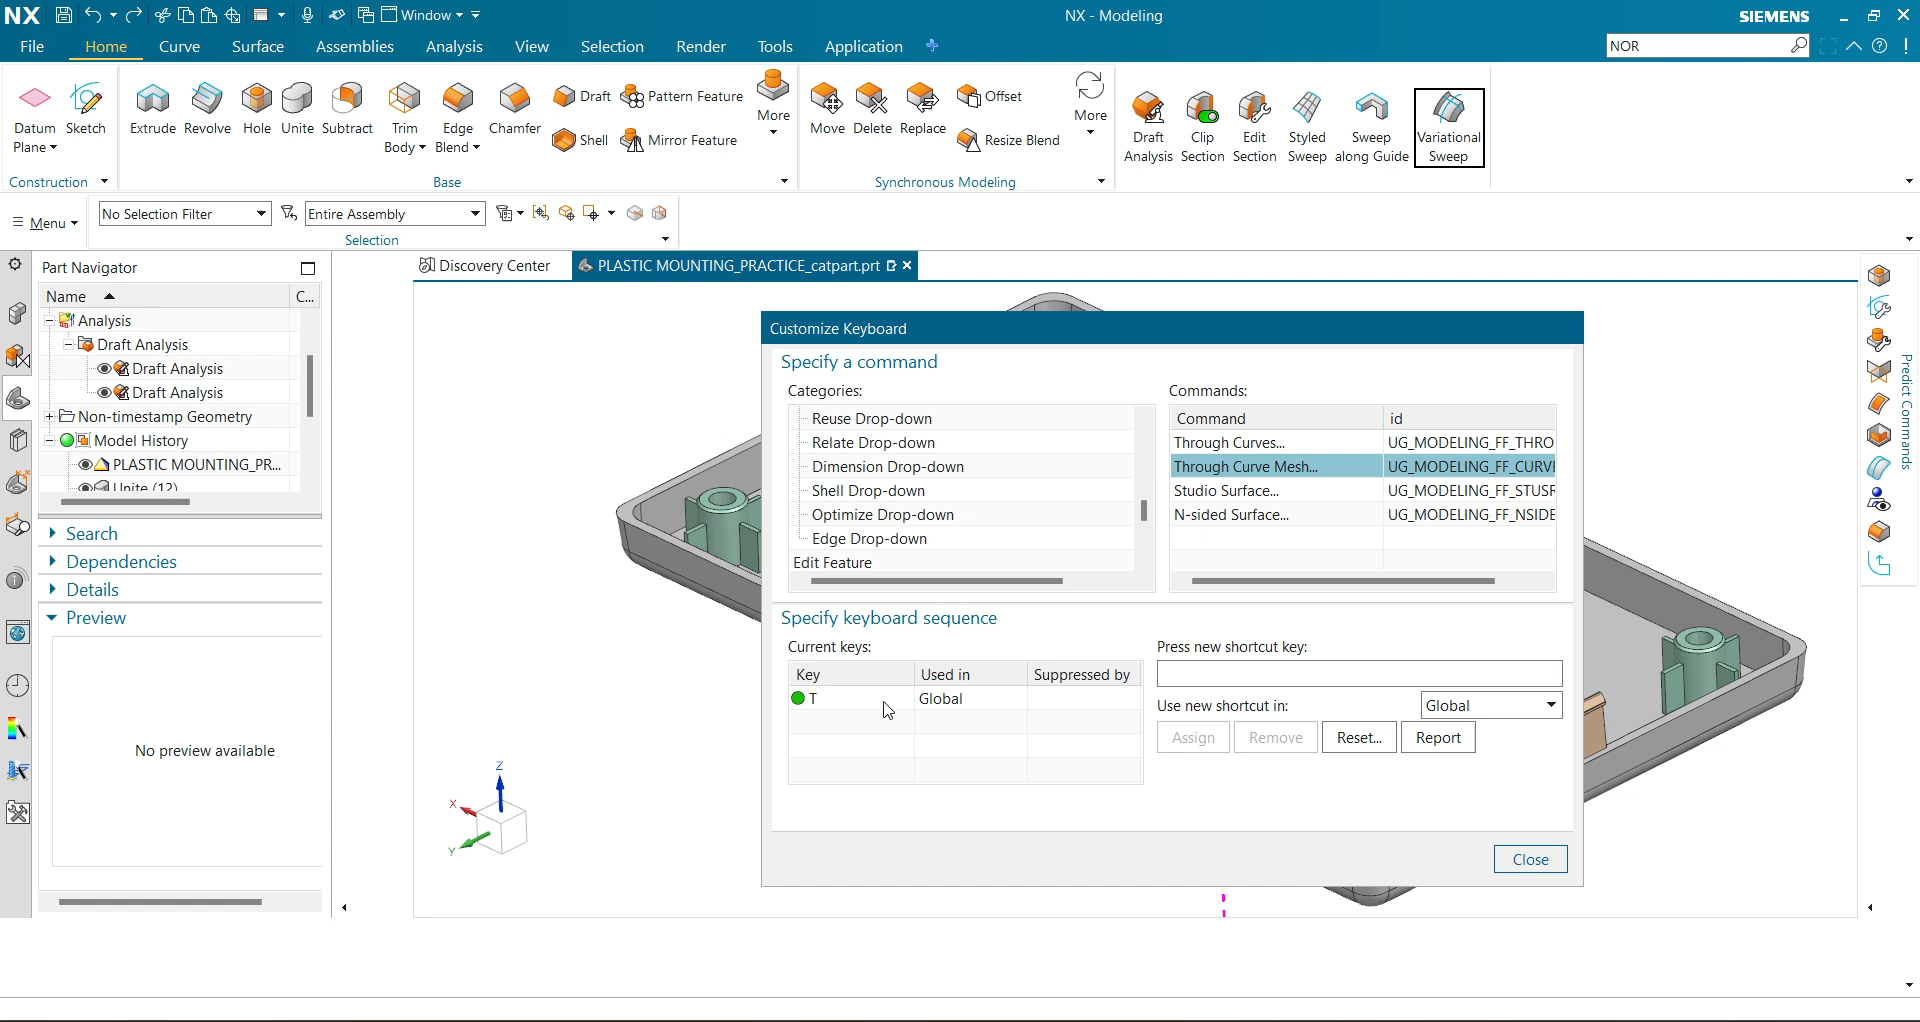 NX
Window
NX - Modeling
SIEMENS
File Home Curve Surface Assemblies Analysis View Selection Render Tools Application
NOR
Datum Plane
Sketch
Extrude
Revolve
Hole
Unite
Subtract
Trim Body
Edge Blend
Chamfer
Draft
Shell
Pattern Feature
Mirror Feature
More
Move
Delete
Replace
Offset
Resize Blend
More
Draft Analysis
Clip Section
Edit Section
Styled Sweep
Sweep along Guide
Variational Sweep
Construction
Base
Synchronous Modeling
Menu
No Selection Filter
Entire Assembly
Selection
Part Navigator
Name C...
Analysis
Draft Analysis
Draft Analysis
Draft Analysis
Non-timestamp Geometry
Model History
PLASTIC MOUNTING_PR...
Unite (12)
Search
Dependencies
Details
Preview
No preview available
Discovery Center
PLASTIC MOUNTING_PRACTICE_catpart.prt
Z
X
Y
Customize Keyboard
Specify a command
Categories:
Reuse Drop-down
Relate Drop-down
Dimension Drop-down
Shell Drop-down
Optimize Drop-down
Edge Drop-down
Edit Feature
Commands:
Command id
Through Curves... UG_MODELING_FF_THRO
Through Curve Mesh... UG_MODELING_FF_CURVI
Studio Surface... UG_MODELING_FF_STUSF
N-sided Surface... UG_MODELING_FF_NSIDE
Specify keyboard sequence
Current keys:
Key Used in Suppressed by
T Global
Press new shortcut key:
Use new shortcut in: Global
Assign Remove Reset... Report
Close
Predict Commands